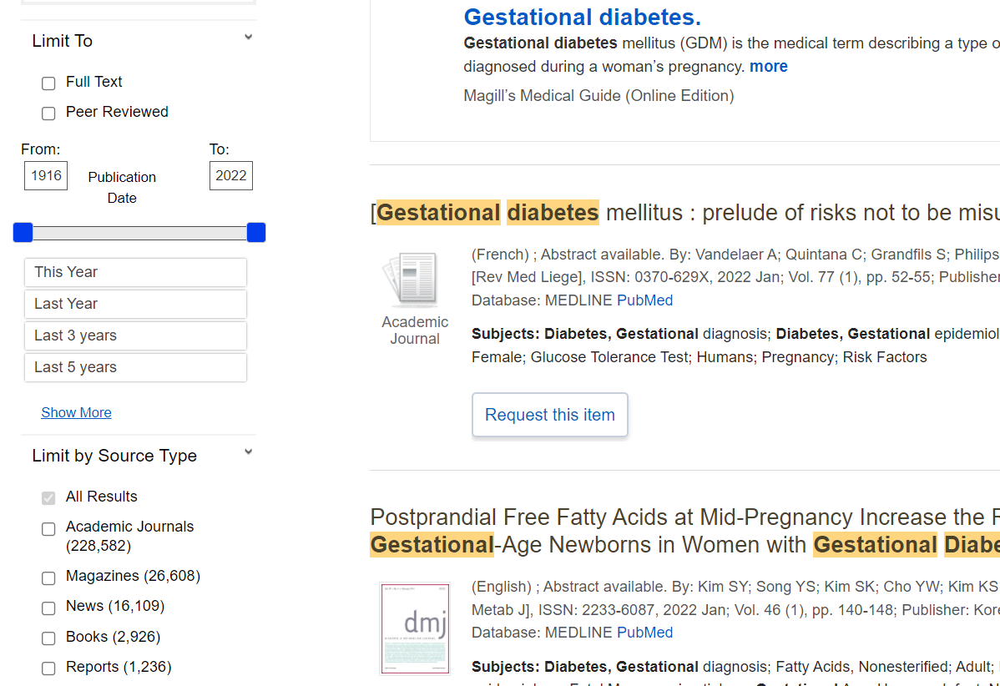 Limit To
Full Text
Peer Reviewed
From:
To:
1916
Publication
Date
2022
This Year
Last Year
Last 3 years
Last 5 years
Show More
Limit by Source Type
All Results
Academic Journals
(228,582)
Magazines (26,608)
News (16,109)
Books (2,926)
Reports (1,236)
Gestational diabetes.
Gestational diabetes mellitus (GDM) is the medical term describing a type o
diagnosed during a woman's pregnancy. more
Magill's Medical Guide (Online Edition)
[Gestational diabetes mellitus : prelude of risks not to be misu
(French) ; Abstract available. By: Vandelaer A; Quintana C; Grandfils S; Philips
[Rev Med Liege], ISSN: 0370-629X, 2022 Jan; Vol. 77 (1), pp. 52-55; Publisher
Database: MEDLINE PubMed
Academic
Journal
Subjects: Diabetes, Gestational diagnosis; Diabetes, Gestational epidemiol
Female; Glucose Tolerance Test; Humans; Pregnancy; Risk Factors
Request this item
Postprandial Free Fatty Acids at Mid-Pregnancy Increase the
Gestational-Age Newborns in Women with Gestational Diabe
(English) ; Abstract available. By: Kim SY; Song YS; Kim SK; Cho YW; Kim KS
Metab J], ISSN: 2233-6087, 2022 Jan; Vol. 46 (1), pp. 140-148; Publisher: Kore
Database: MEDLINE PubMed
dmj
Subjects: Diabetes, Gestational diagnosis; Fatty Acids, Nonesterified; Adult;